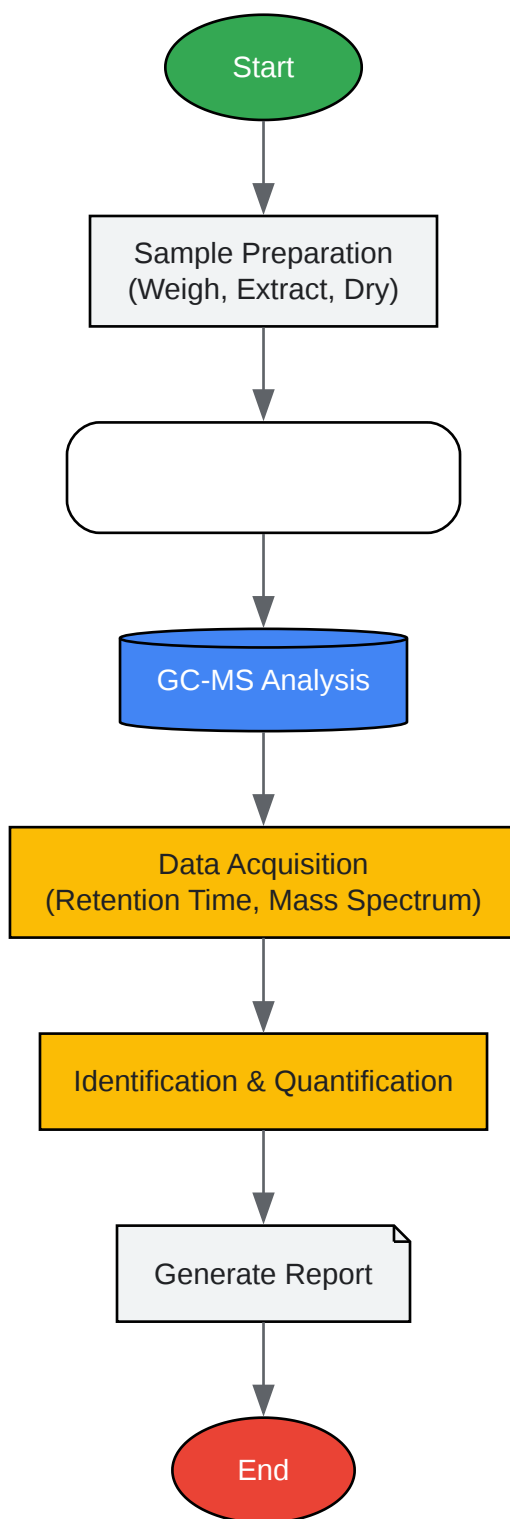 Start
Sample Preparation
(Weigh, Extract, Dry)
GC-MS Analysis
Data Acquisition
(Retention Time, Mass Spectrum)
Identification & Quantification
Generate Report
End